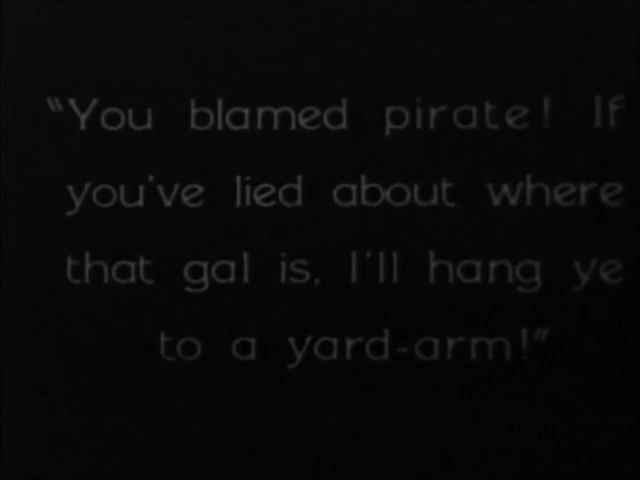 “You blamed pirate! If
you've lied about where
that gal is, I'll hang ye
to a yard-arm!”